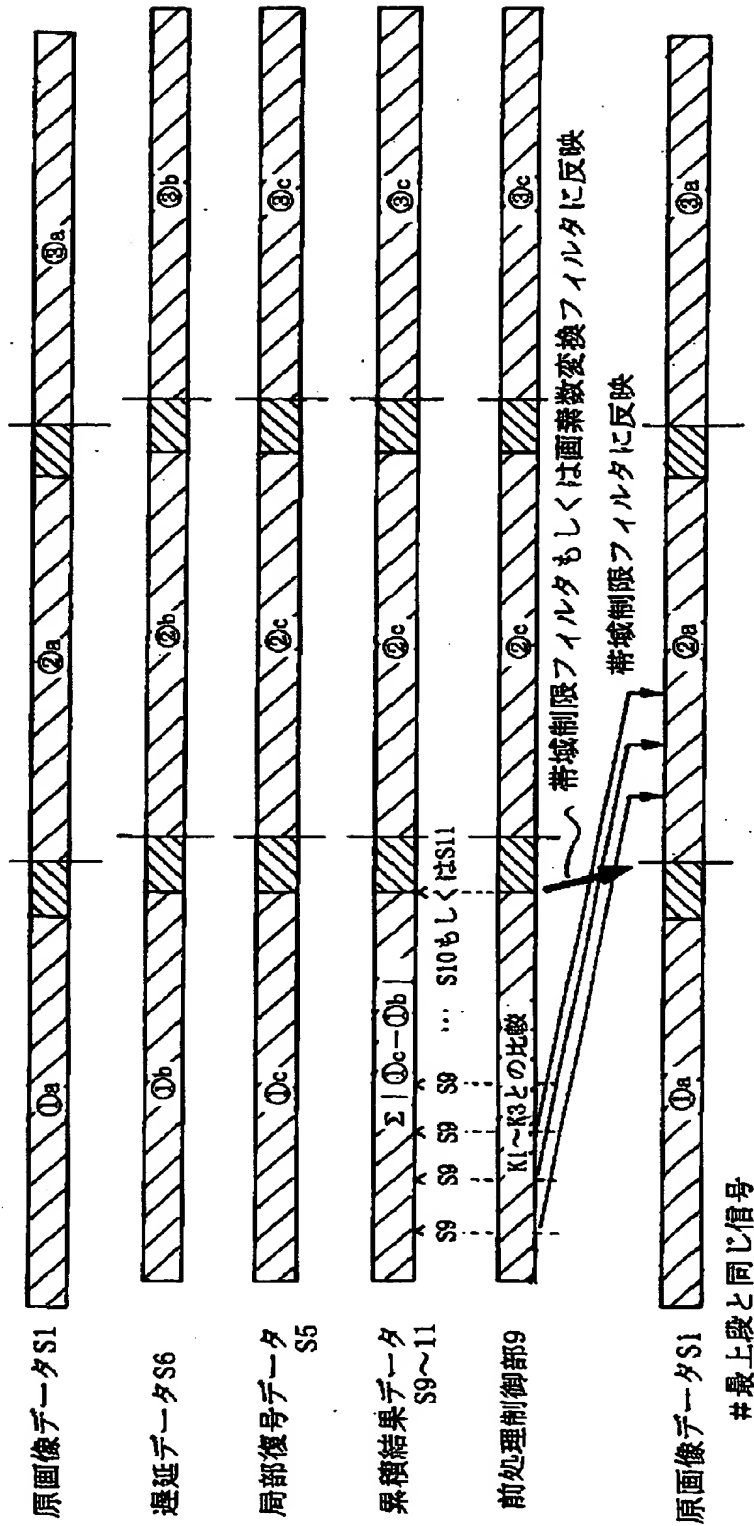 原画像データS1
①a
②a
③a
遅延データS6
①b
②b
③b
局部復号データ
S5
①c
②c
③c
累積結果データ
S9~11
Σ|①c−①b|
②c
③c
S9
S9
S9
S9
…
S10もしくはS11
前処理制御部9
K1~K3との比較
②c
③c
帯域制限フィルタもしくは画素数変換フィルタに反映
帯域制限フィルタに反映
原画像データS1
①a
②a
③a
#最上段と同じ信号